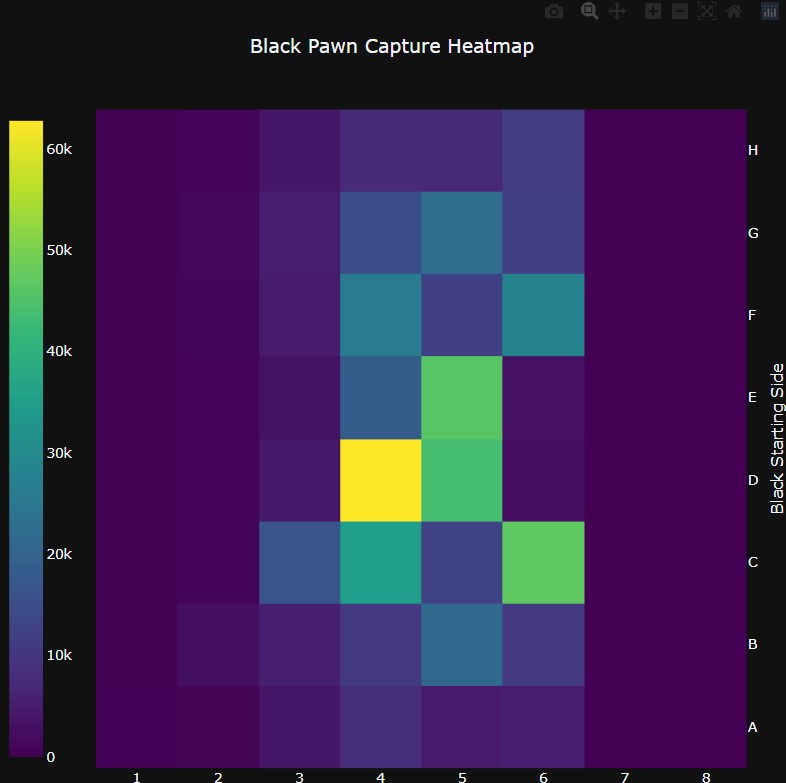 Black Pawn Capture Heatmap
60k
50k
40k
30k
20k
10k
0
H
G
F
E
D
C
B
A
Black Starting Side
1 2 3 4 5 6 7 8